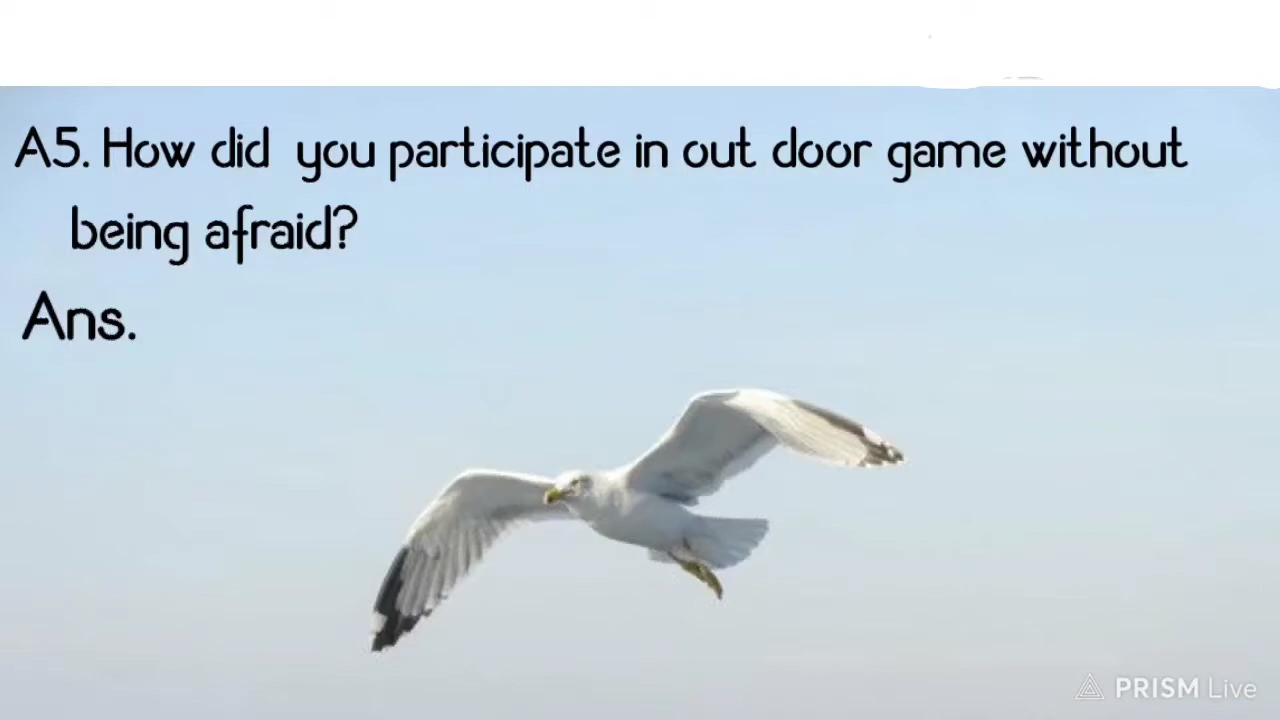 A5. How did you participate in out door game without
being afraid?
Ans.
PRISM Live